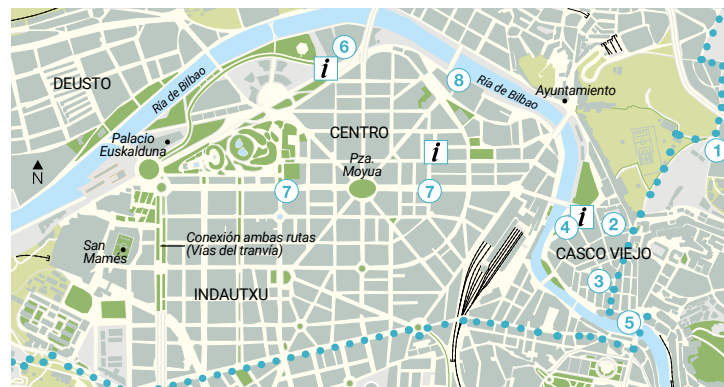 6
i
DEUSTO
Ría de Bilbao
8
Ría de Bilbao
Ayuntamiento
Palacio
Euskalduna
CENTRO
i
1
N
Pza.
Moyua
7
7
i
4
2
San
Mamés
Conexión ambas rutas
(Vías del tranvía)
CASCO VIEJO
3
INDAUTXU
5